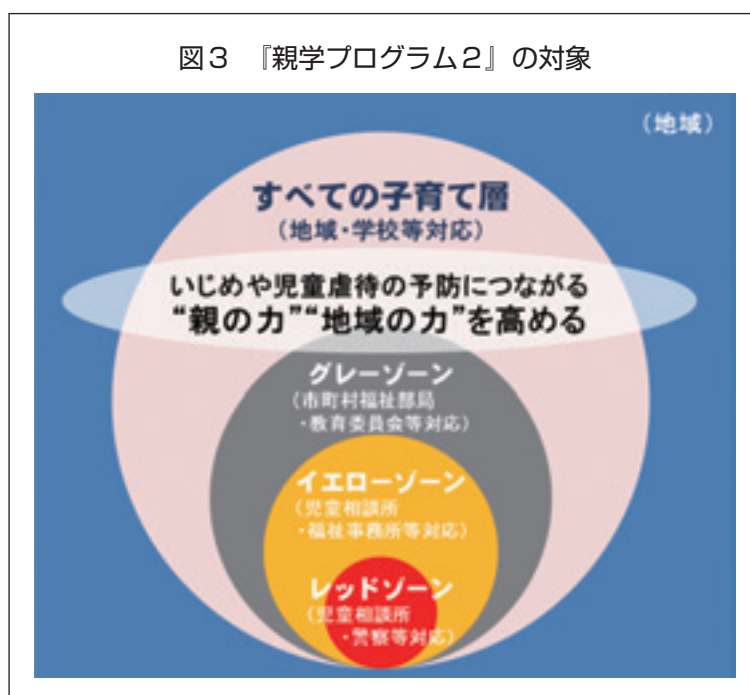 図3　『親学プログラム2』の対象
（地域）
すべての子育て層
（地域・学校等対応）
いじめや児童虐待の予防につながる
“親の力”“地域の力”を高める
グレーゾーン
（市町村福祉部局
・教育委員会等対応）
イエローゾーン
（児童相談所
・福祉事務所等対応）
レッドゾーン
（児童相談所
・警察等対応）